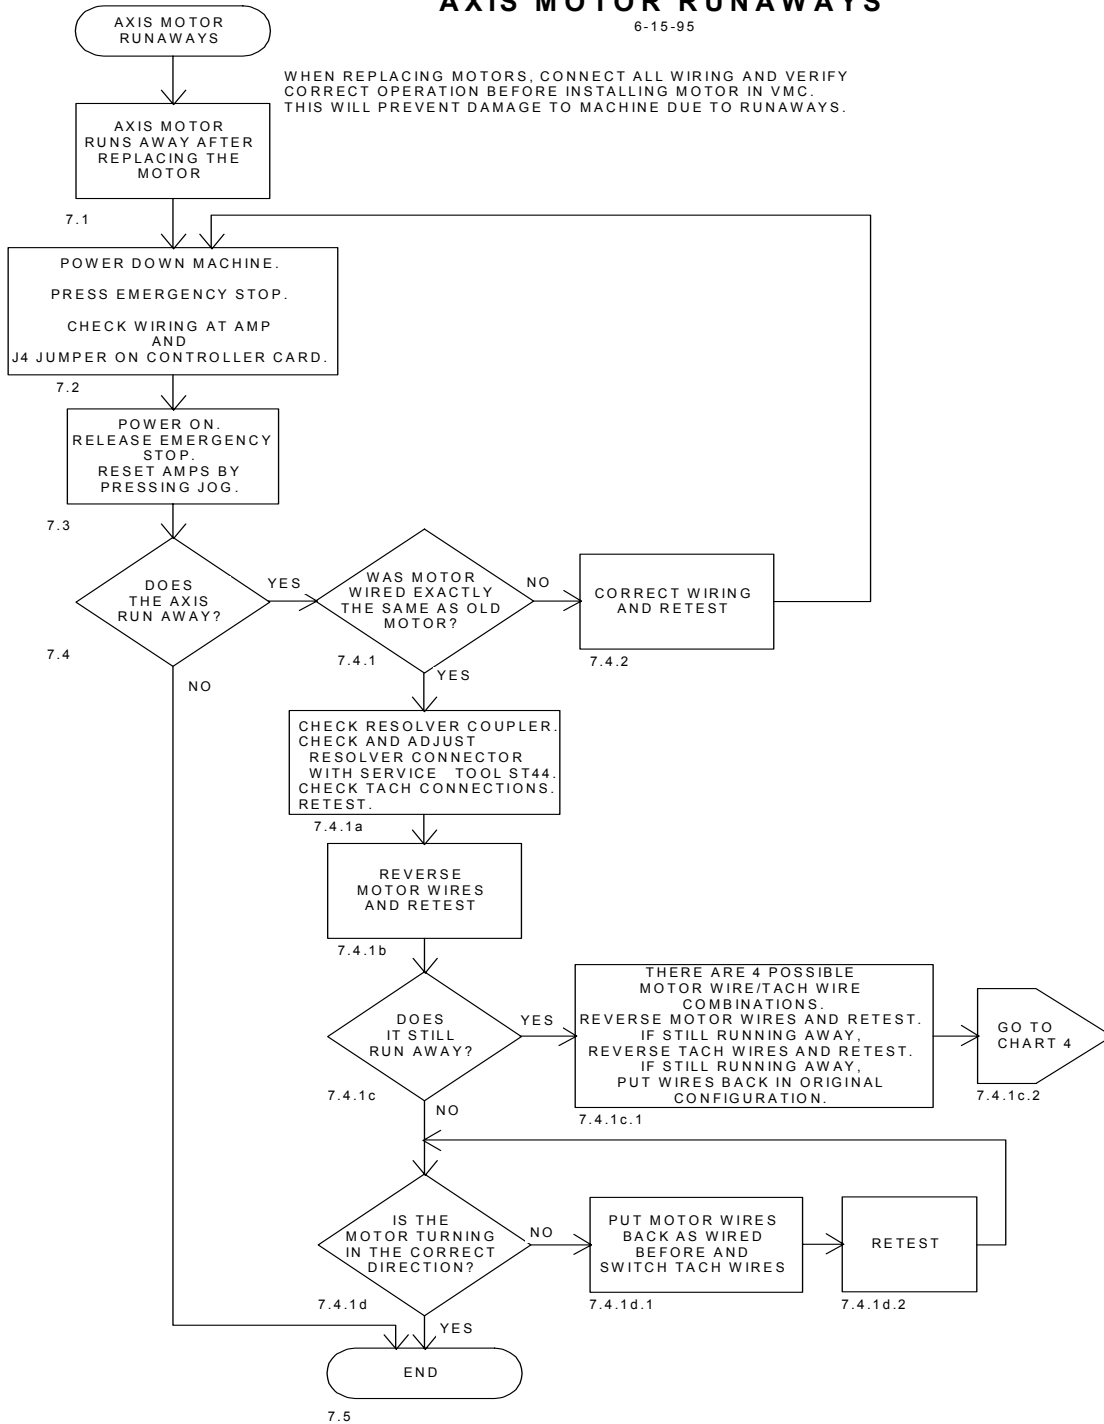 AXIS MOTOR RUNAWAYS
6-15-95
AXIS MOTOR
RUNAWAYS
WHEN REPLACING MOTORS, CONNECT ALL WIRING AND VERIFY
CORRECT OPERATION BEFORE INSTALLING MOTOR IN VMC.
THIS WILL PREVENT DAMAGE TO MACHINE DUE TO RUNAWAYS.
AXIS MOTOR
RUNS AWAY AFTER
REPLACING THE
MOTOR
7.1
POWER DOWN MACHINE.
PRESS EMERGENCY STOP.
CHECK WIRING AT AMP
AND
J4 JUMPER ON CONTROLLER CARD.
7.2
POWER ON.
RELEASE EMERGENCY
STOP.
RESET AMPS BY
PRESSING JOG.
7.3
DOES
THE AXIS
RUN AWAY?
7.4
YES
NO
WAS MOTOR
WIRED EXACTLY
THE SAME AS OLD
MOTOR?
7.4.1
NO
YES
CORRECT WIRING
AND RETEST
7.4.2
CHECK RESOLVER COUPLER.
CHECK AND ADJUST
RESOLVER CONNECTOR
WITH SERVICE TOOL ST44.
CHECK TACH CONNECTIONS.
RETEST.
7.4.1a
REVERSE
MOTOR WIRES
AND RETEST
7.4.1b
DOES
IT STILL
RUN AWAY?
7.4.1c
YES
NO
THERE ARE 4 POSSIBLE
MOTOR WIRE/TACH WIRE
COMBINATIONS.
REVERSE MOTOR WIRES AND RETEST.
IF STILL RUNNING AWAY,
REVERSE TACH WIRES AND RETEST.
IF STILL RUNNING AWAY,
PUT WIRES BACK IN ORIGINAL
CONFIGURATION.
7.4.1c.1
GO TO
CHART 4
7.4.1c.2
IS THE
MOTOR TURNING
IN THE CORRECT
DIRECTION?
7.4.1d
NO
YES
PUT MOTOR WIRES
BACK AS WIRED
BEFORE AND
SWITCH TACH WIRES
7.4.1d.1
RETEST
7.4.1d.2
END
7.5